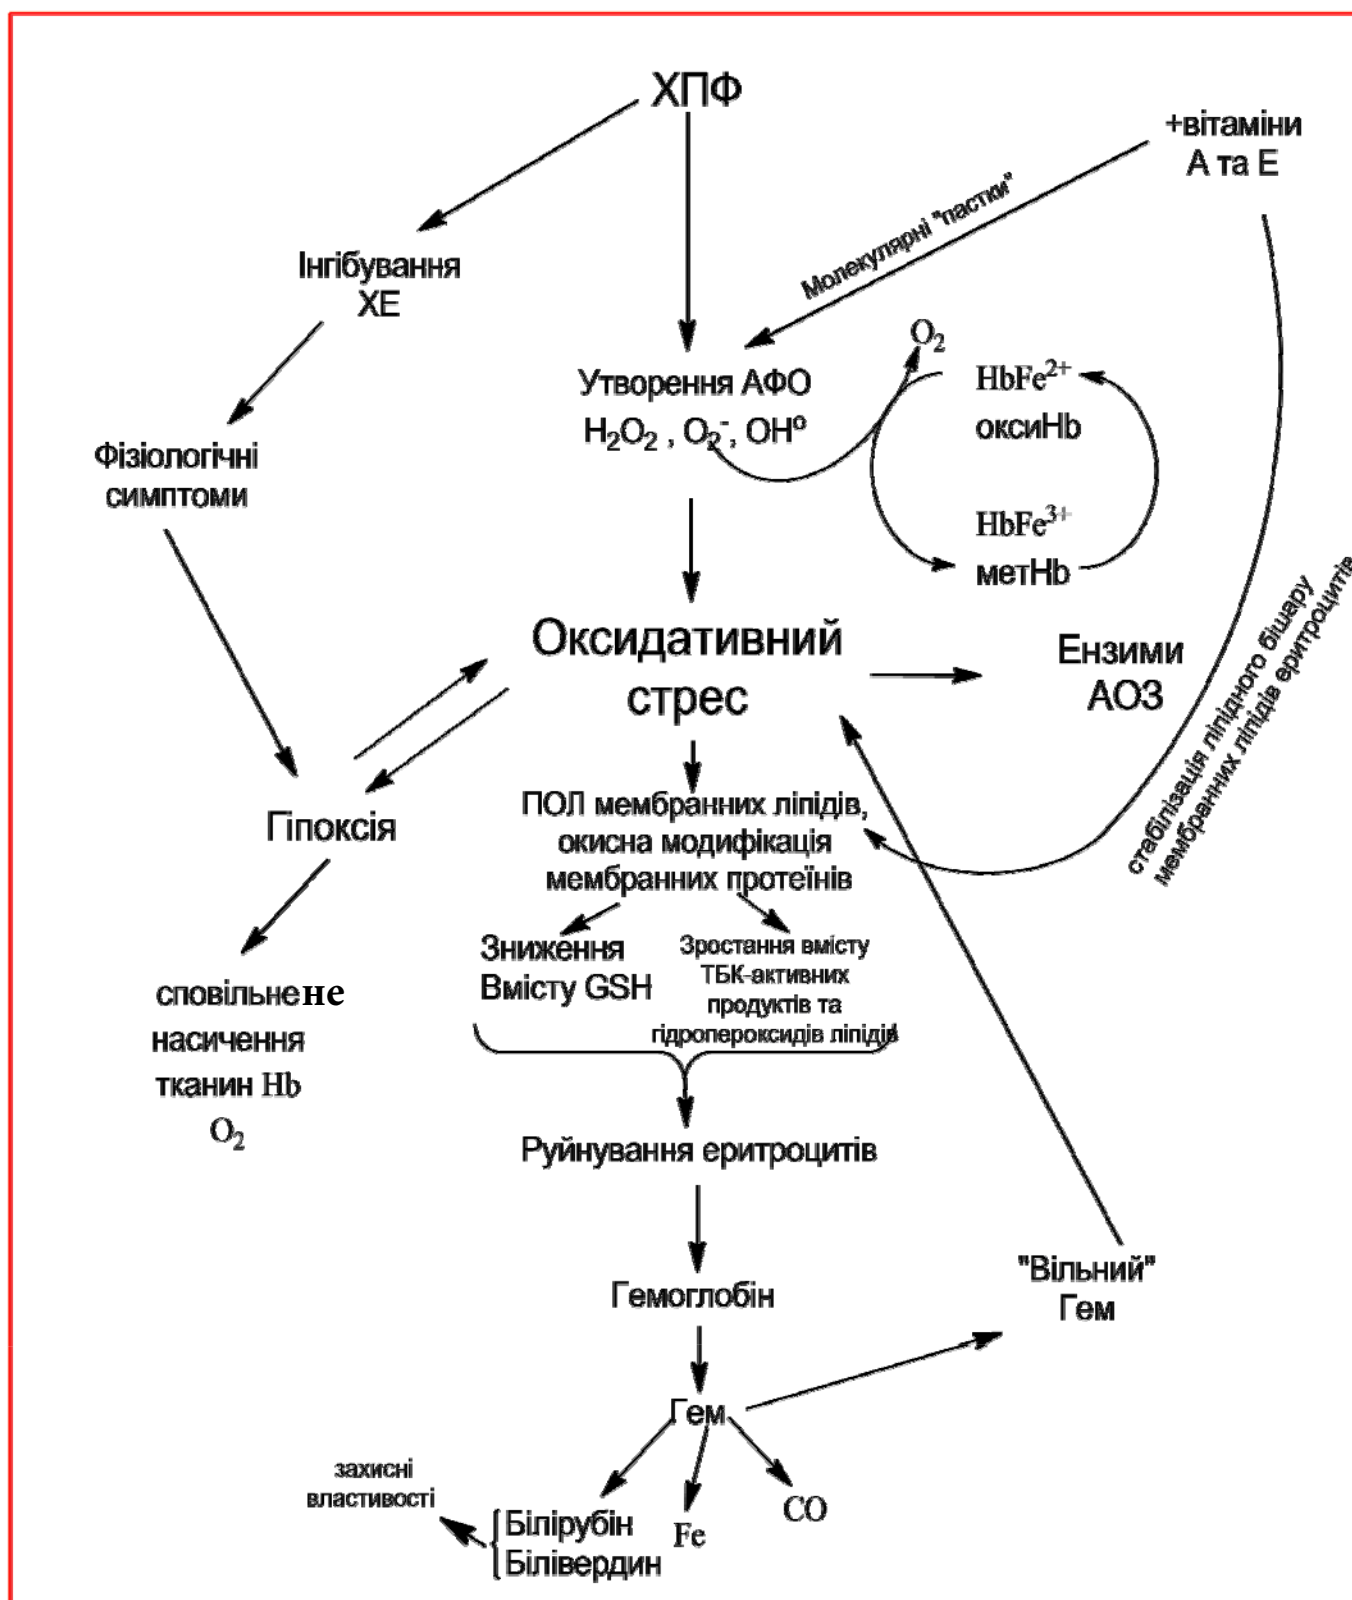 ХПФ
+вітаміни
А та Е
Молекулярні "пастки"
Інгібування
ХЕ
O₂
Утворення АФО
H₂O₂ , O₂⁻, OHº
HbFe²⁺
оксиHb
Фізіологічні
симптоми
HbFe³⁺
метHb
Оксидативний
стрес
Ензими
АОЗ
стабілізація ліпідного бішару
мембранних ліпідів еритроцитів
Гіпоксія
ПОЛ мембранних ліпідів,
окисна модифікація
мембранних протеїнів
Зниження
Вмісту GSH
Зростання вмісту
ТБК-активних
продуктів та
гідропероксидів ліпідів
сповільнене
насичення
тканин Hb
O₂
Руйнування еритроцитів
Гемоглобін
"Вільний"
Гем
Гем
захисні
властивості
Білірубін
Білівердин
Fe
CO